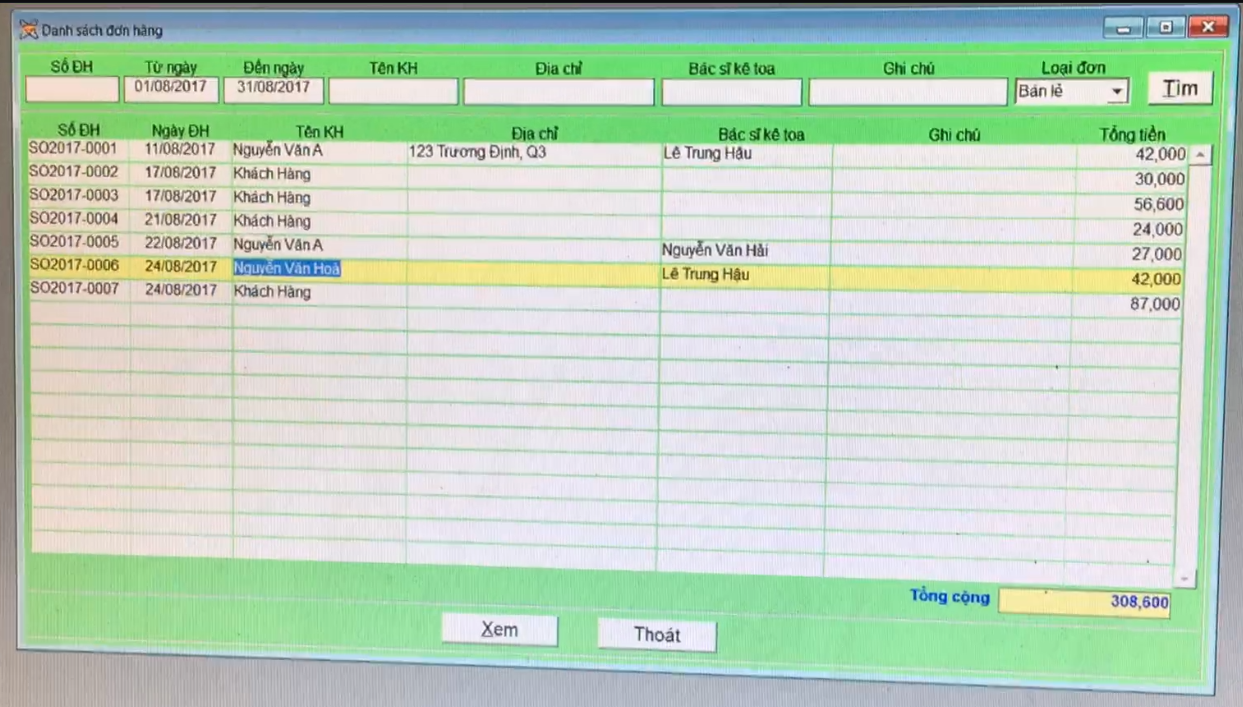 Danh sách đơn hàng
Số ĐH Từ ngày Đến ngày Tên KH Địa chỉ Bác sĩ kê toa Ghi chú Loại đơn
01/08/2017 31/08/2017 Bán lẻ Tìm
Số ĐH Ngày ĐH Tên KH Địa chỉ Bác sĩ kê toa Ghi chú Tổng tiền
SO2017-0001 11/08/2017 Nguyễn Văn A 123 Trương Định, Q3 Lê Trung Hậu 42,000
SO2017-0002 17/08/2017 Khách Hàng 30,000
SO2017-0003 17/08/2017 Khách Hàng 56,600
SO2017-0004 21/08/2017 Khách Hàng 24,000
SO2017-0005 22/08/2017 Nguyễn Văn A Nguyễn Văn Hải 27,000
SO2017-0006 24/08/2017 Nguyễn Văn Hoà Lê Trung Hậu 42,000
SO2017-0007 24/08/2017 Khách Hàng 87,000
Tổng cộng 308,600
Xem Thoát